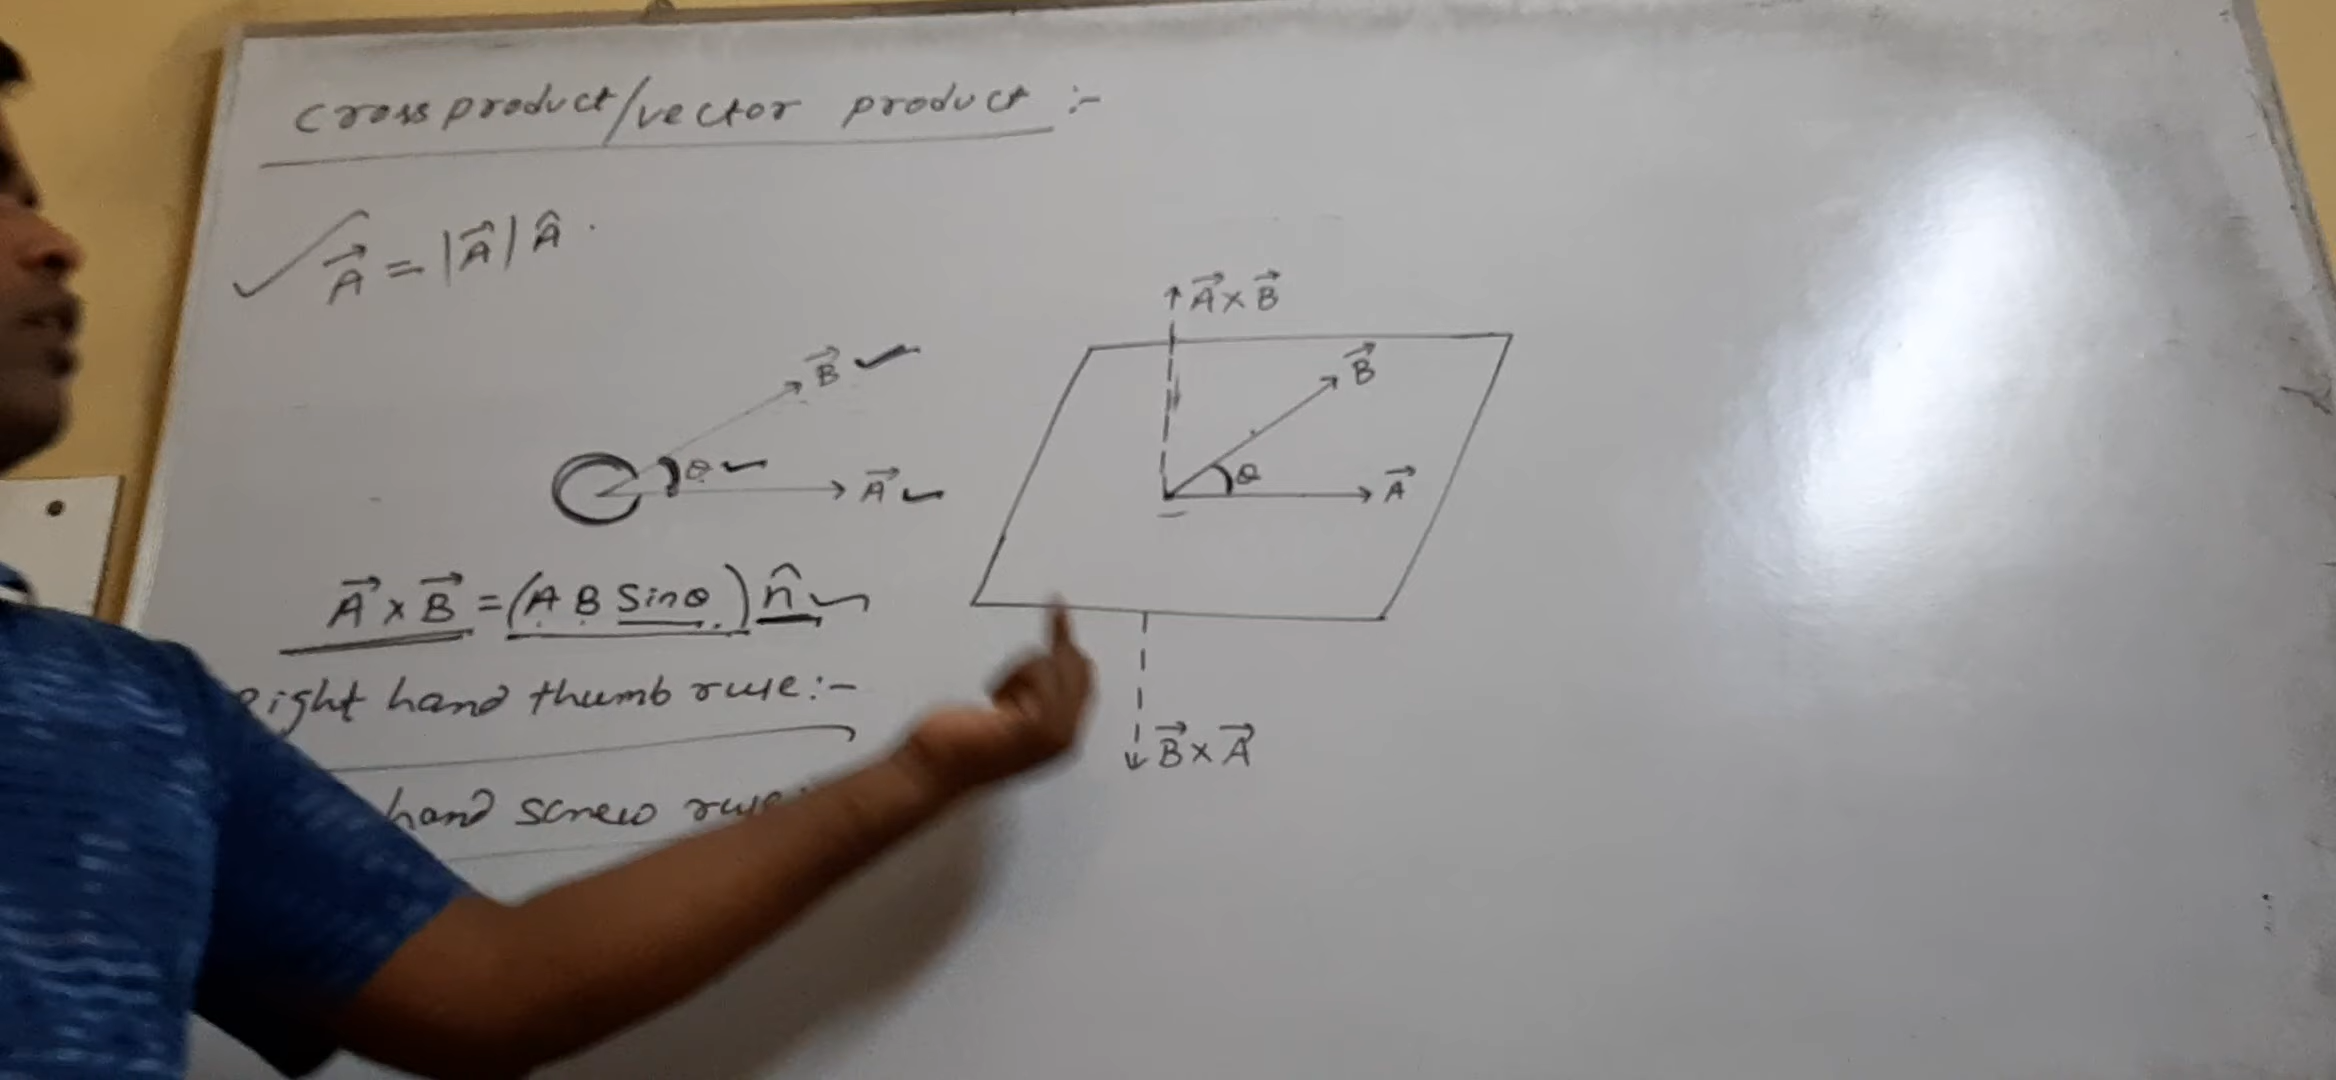 cross product/vector product :-
✓ A⃗ = |A⃗| Â .
B⃗ ✓
θ ✓
A⃗ ✓
A⃗ × B⃗ = (A B Sinθ) n̂ ✓
Right hand thumb rule:-
hand screw rule
A⃗ × B⃗
B⃗
θ
A⃗
B⃗ × A⃗